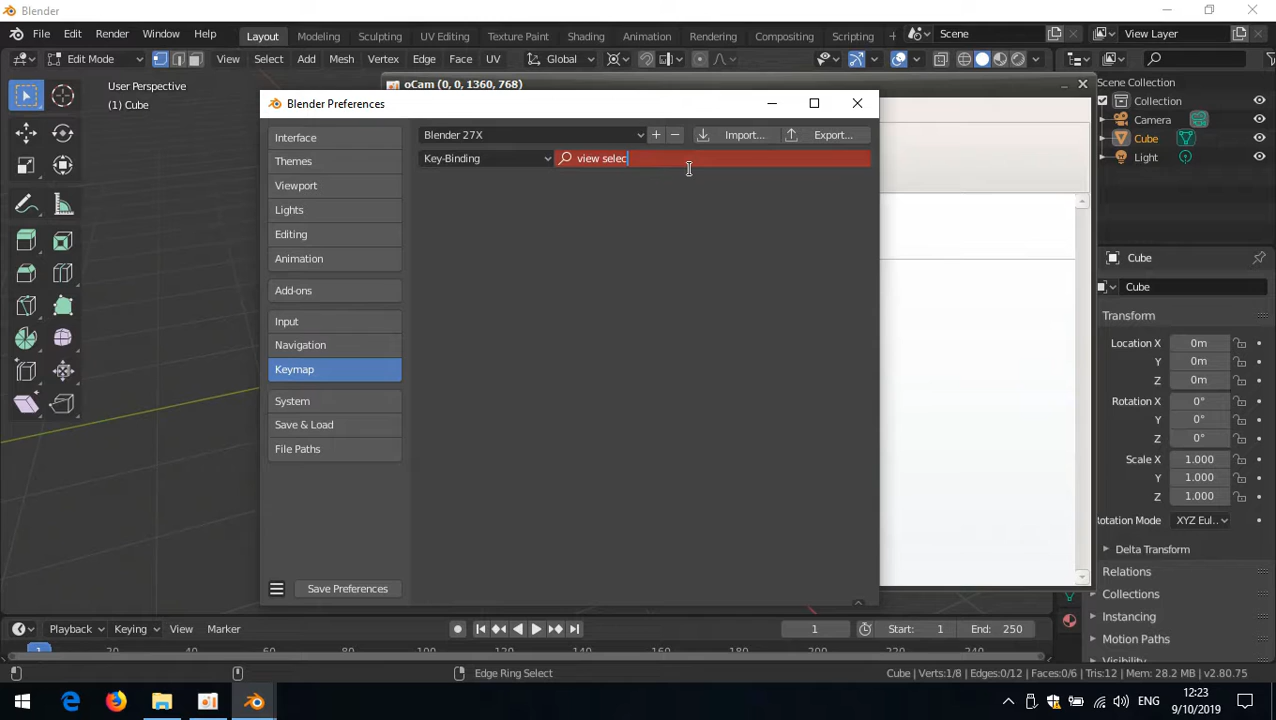 Blender
File Edit Render Window Help Layout Modeling Sculpting UV Editing Texture Paint Shading Animation Rendering Compositing Scripting Scene View Layer
Edit Mode View Select Add Mesh Vertex Edge Face UV Global
Scene Collection
Collection
Camera
Cube
Light
User Perspective
(1) Cube
oCam (0, 0, 1360, 768)
Blender Preferences
Interface
Themes
Viewport
Lights
Editing
Animation
Add-ons
Input
Navigation
Keymap
System
Save & Load
File Paths
Save Preferences
Blender 27X Import... Export...
Key-Binding view selec
Cube
Cube
Transform
Location X 0m
Y 0m
Z 0m
Rotation X 0°
Y 0°
Z 0°
Scale X 1.000
Y 1.000
Z 1.000
otation Mode XYZ Eul..
Delta Transform
Relations
Collections
Instancing
Motion Paths
Visibility
Playback Keying View Marker 1 Start: 1 End: 250
1 20 40 60 80 100 120 140 160 180 200 220 240
Edge Ring Select Cube | Verts:1/8 | Edges:0/12 | Faces:0/6 | Tris:12 | Mem: 28.2 MB | v2.80.75
ENG 12:23
9/10/2019